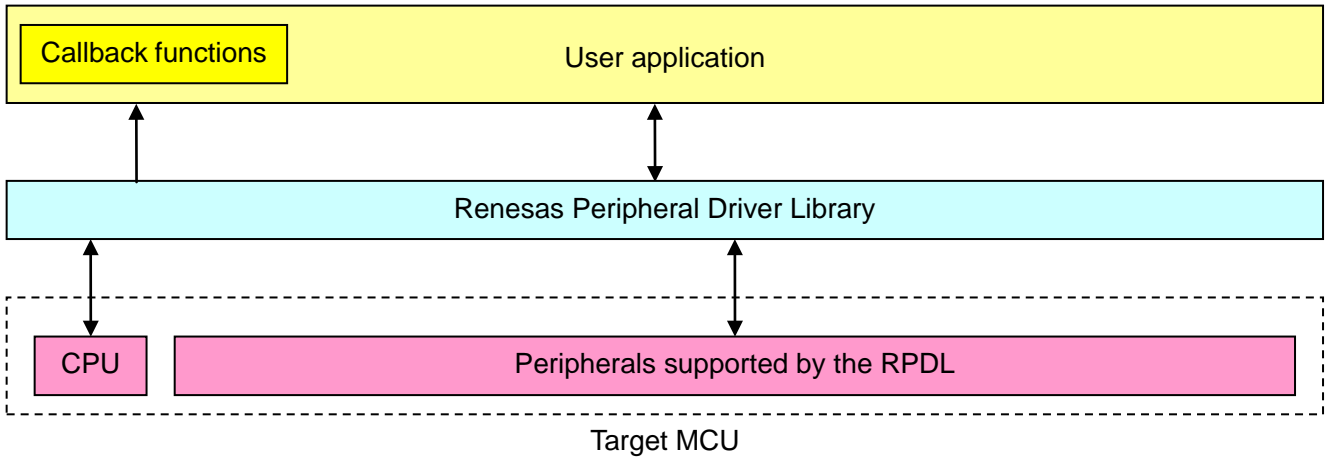 Callback functions
User application
Renesas Peripheral Driver Library
CPU
Peripherals supported by the RPDL
Target MCU